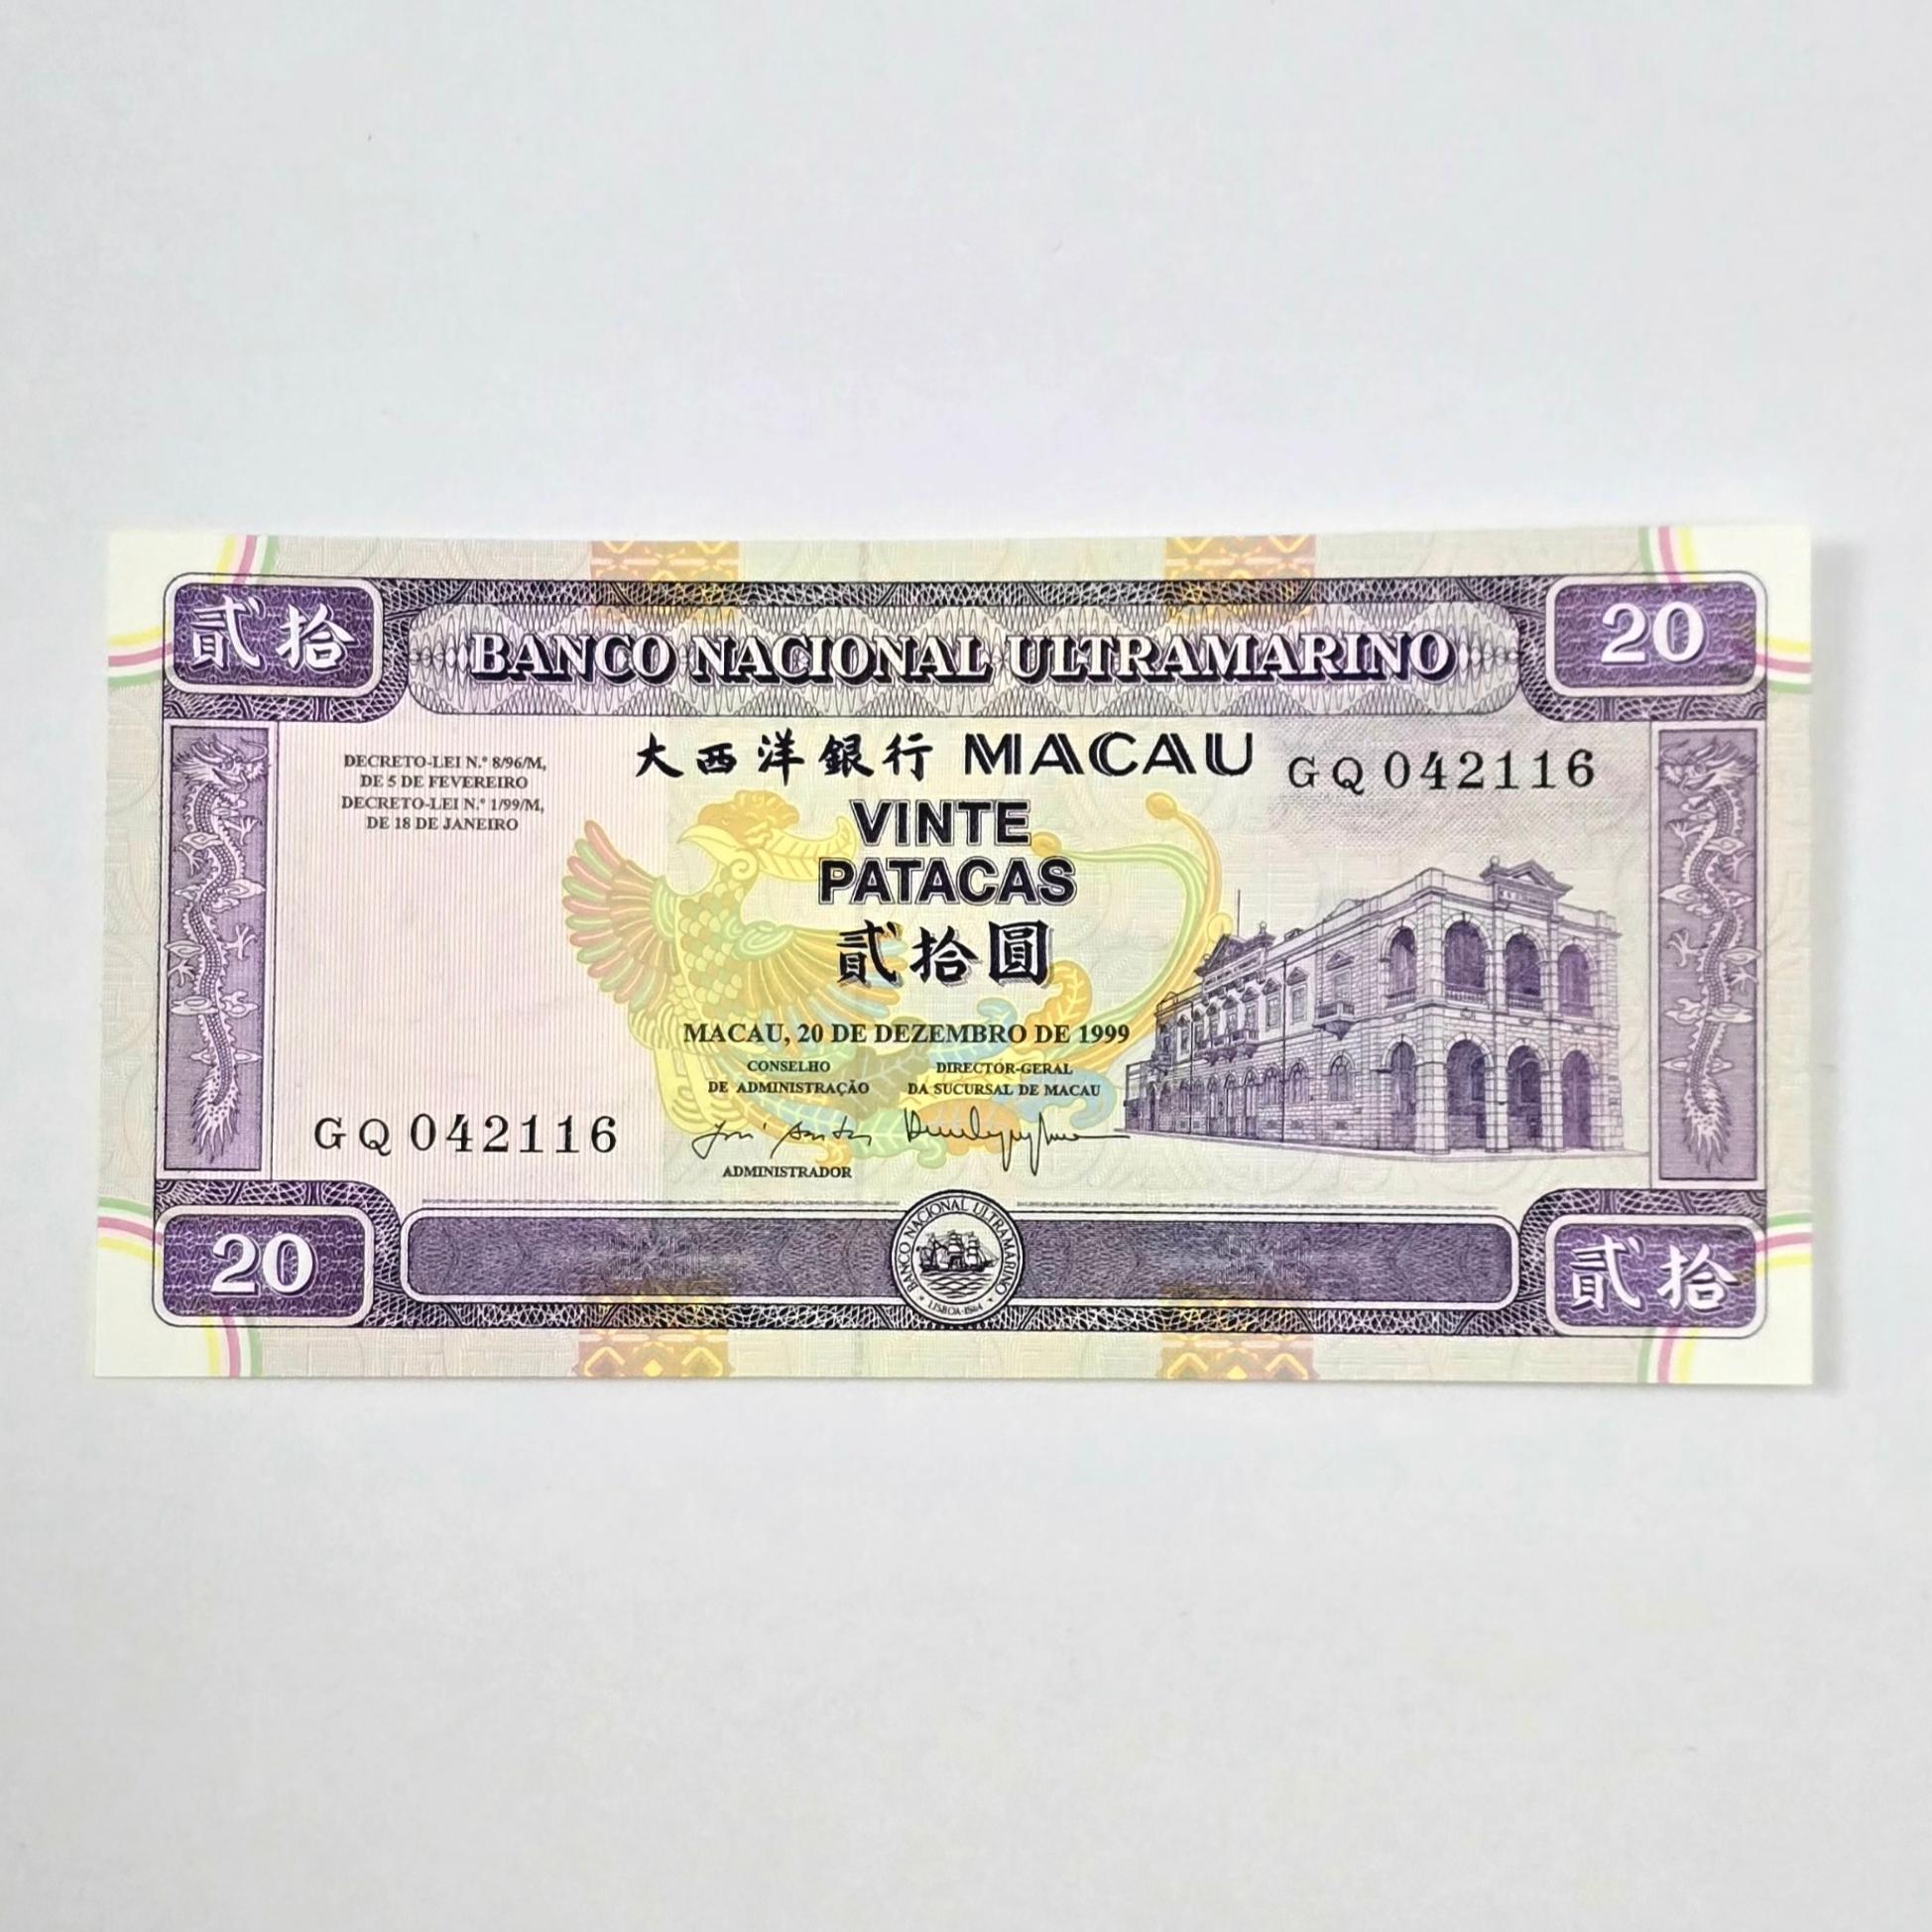 貳拾
BANCO NACIONAL ULTRAMARINO
20
大西洋銀行 MACAU
GQ 042116
DECRETO-LEI N.º 8/96/M,
DE 5 DE FEVEREIRO
DECRETO-LEI N.º 1/99/M,
DE 18 DE JANEIRO
VINTE
PATACAS
貳拾圓
MACAU, 20 DE DEZEMBRO DE 1999
CONSELHO
DE ADMINISTRAÇÃO
DIRECTOR-GERAL
DA SUCURSAL DE MACAU
GQ 042116
ADMINISTRADOR
20
BANCO NACIONAL ULTRAMARINO
LISBOA-1864
貳拾